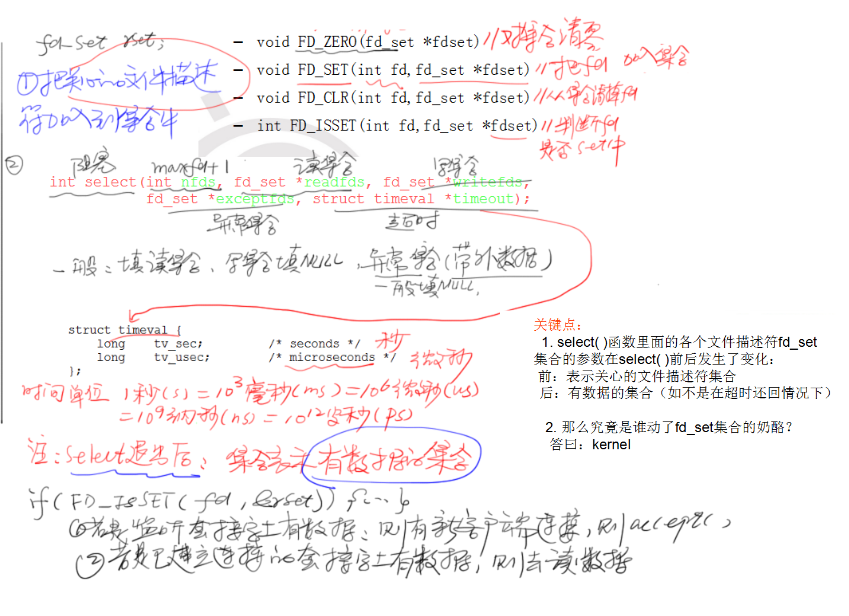 fd_set rset;
- void FD_ZERO(fd_set *fdset) //对集合清零
- void FD_SET(int fd,fd_set *fdset) //把fd加入集合
①把关心的文件描述
- void FD_CLR(int fd,fd_set *fdset) //从集合清除fd
符加入到集合中
- int FD_ISSET(int fd,fd_set *fdset) //判断fd
是否set中
② 阻塞 maxfd+1 读集合 写集合
int select(int nfds, fd_set *readfds, fd_set *writefds,
fd_set *exceptfds, struct timeval *timeout);
异常集合 超时
一般：填读集合、写集合填NULL，异常集合(带外数据)
一般填NULL.
struct timeval {
long tv_sec; /* seconds */ 秒
long tv_usec; /* microseconds */ 微秒
};
时间单位 1秒(s)=10³毫秒(ms)=10⁶微秒(us)
=10⁹纳秒(ns)=10¹²皮秒(ps)
关键点：
1. select( )函数里面的各个文件描述符fd_set
集合的参数在select( )前后发生了变化：
前：表示关心的文件描述符集合
后：有数据的集合（如不是在超时还回情况下）
2. 那么究竟是谁动了fd_set集合的奶酪？
答曰：kernel
注：select退出后：集合表示有数据的集合
if(FD_ISSET(fd,&rset)) {...}
①若是监听套接字上有数据、则有新客户端连接，则accept()
②若是已建立连接的套接字上有数据，则去读数据